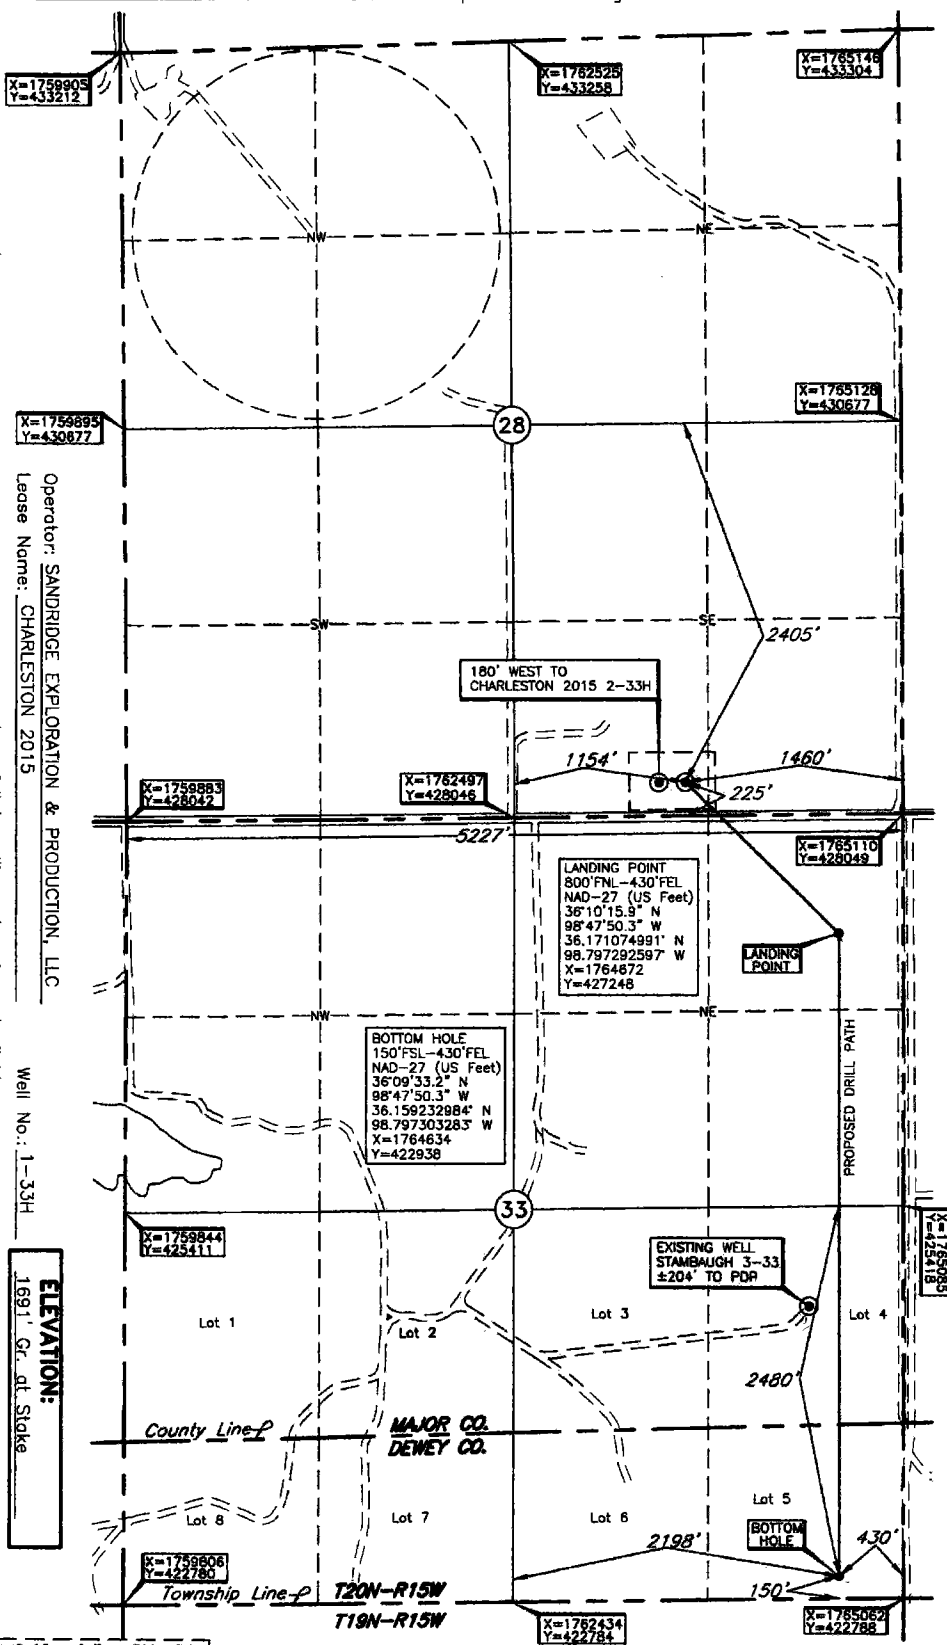 X=1759905
Y=433212
X=1762525
Y=433258
X=1765146
Y=433304
NW
NE
X=1759895
Y=430677
28
X=1765128
Y=430677
SW
SE
2405'
180' WEST TO
CHARLESTON 2015 2-33H
1154'
1460'
225'
X=1759883
Y=428042
X=1762497
Y=428046
5227'
X=1765110
Y=428049
LANDING POINT
800'FNL-430'FEL
NAD-27 (US Feet)
36°10'15.9" N
98°47'50.3" W
36.171074991° N
98.797292597° W
X=1764672
Y=427248
LANDING
POINT
NW
NE
BOTTOM HOLE
150'FSL-430'FEL
NAD-27 (US Feet)
36°09'33.2" N
98°47'50.3" W
36.159232984° N
98.797303283° W
X=1764634
Y=422938
PROPOSED DRILL PATH
33
X=1759844
Y=425411
X=1765085
Y=425418
EXISTING WELL
STAMBAUGH 3-33
±204' TO PDP
Lot 1
Lot 2
Lot 3
Lot 4
2480'
County Line
MAJOR CO.
DEWEY CO.
Lot 8
Lot 7
Lot 6
Lot 5
BOTTOM
HOLE
2198'
430'
150'
X=1759806
Y=422780
Township Line
T20N-R15W
T19N-R15W
X=1762434
Y=422784
X=1765062
Y=422788
Operator: SANDRIDGE EXPLORATION & PRODUCTION, LLC
Lease Name: CHARLESTON 2015
Well No.: 1-33H
ELEVATION:
1691' Gr. at Stake